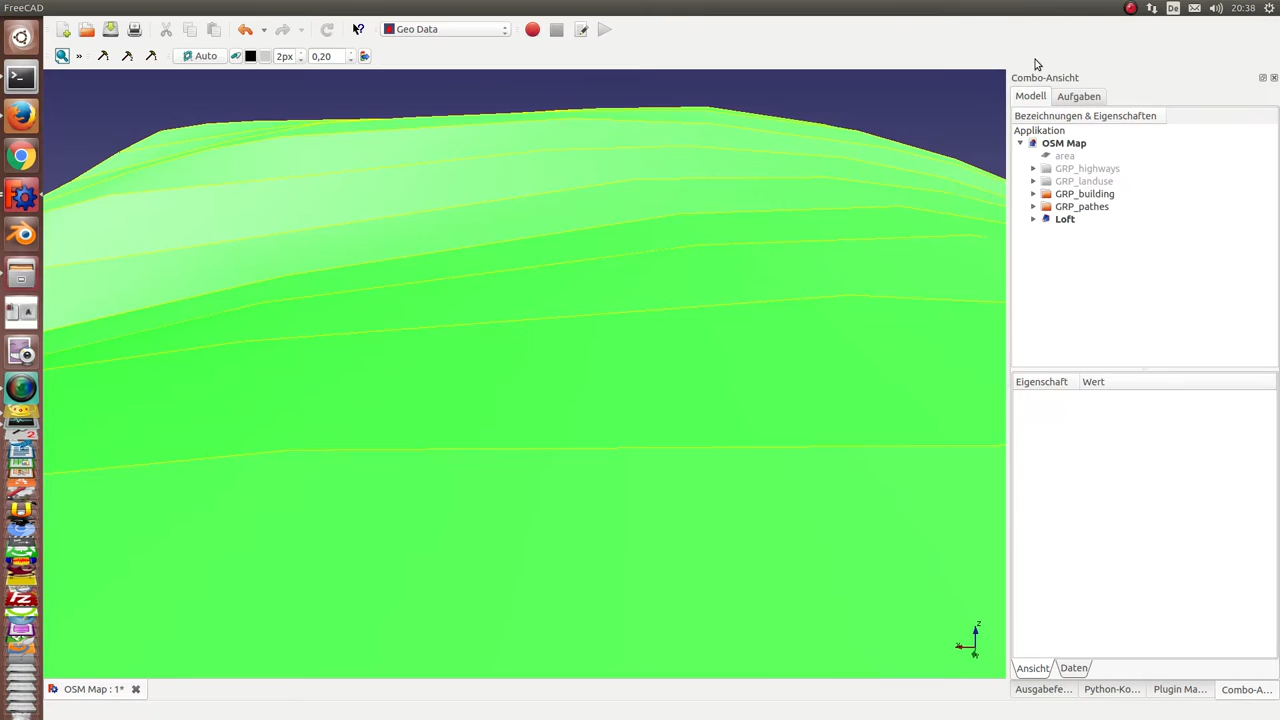 FreeCAD
De
20:38
Geo Data
Auto
2px
0,20
Combo-Ansicht
Modell
Aufgaben
Bezeichnungen & Eigenschaften
Applikation
OSM Map
area
GRP_highways
GRP_landuse
GRP_building
GRP_pathes
Loft
Eigenschaft
Wert
z
x
Ansicht
Daten
OSM Map : 1*
Ausgabefe...
Python-Ko...
Plugin Ma...
Combo-A...